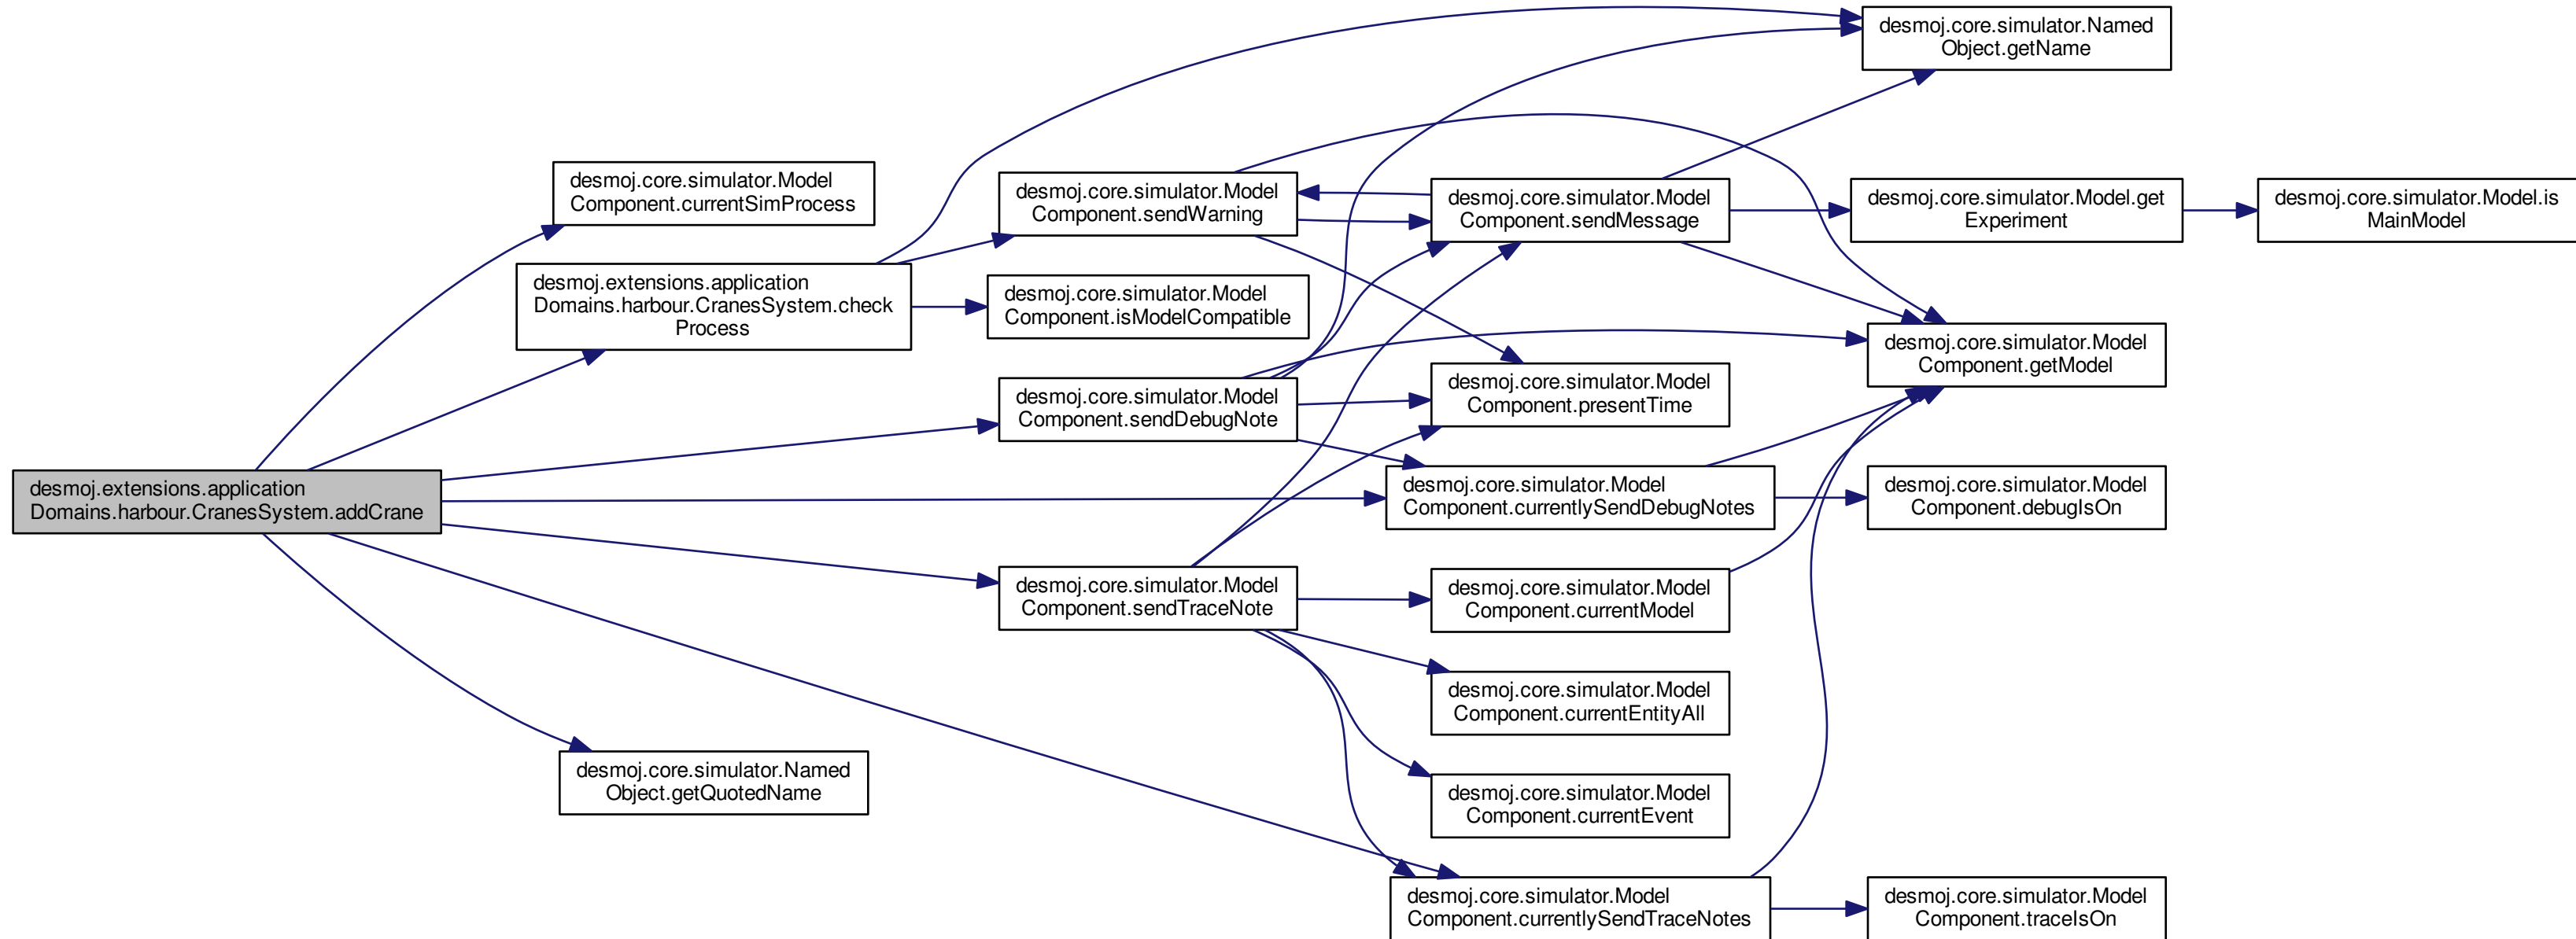 desmoj.core.simulator.Named
Object.getName
desmoj.core.simulator.Model
Component.currentSimProcess
desmoj.core.simulator.Model
Component.sendWarning
desmoj.core.simulator.Model
Component.sendMessage
desmoj.core.simulator.Model.get
Experiment
desmoj.core.simulator.Model.is
MainModel
desmoj.extensions.application
Domains.harbour.CranesSystem.check
Process
desmoj.core.simulator.Model
Component.isModelCompatible
desmoj.core.simulator.Model
Component.getModel
desmoj.core.simulator.Model
Component.sendDebugNote
desmoj.core.simulator.Model
Component.presentTime
desmoj.extensions.application
Domains.harbour.CranesSystem.addCrane
desmoj.core.simulator.Model
Component.currentlySendDebugNotes
desmoj.core.simulator.Model
Component.debugIsOn
desmoj.core.simulator.Model
Component.sendTraceNote
desmoj.core.simulator.Model
Component.currentModel
desmoj.core.simulator.Model
Component.currentEntityAll
desmoj.core.simulator.Named
Object.getQuotedName
desmoj.core.simulator.Model
Component.currentEvent
desmoj.core.simulator.Model
Component.currentlySendTraceNotes
desmoj.core.simulator.Model
Component.traceIsOn